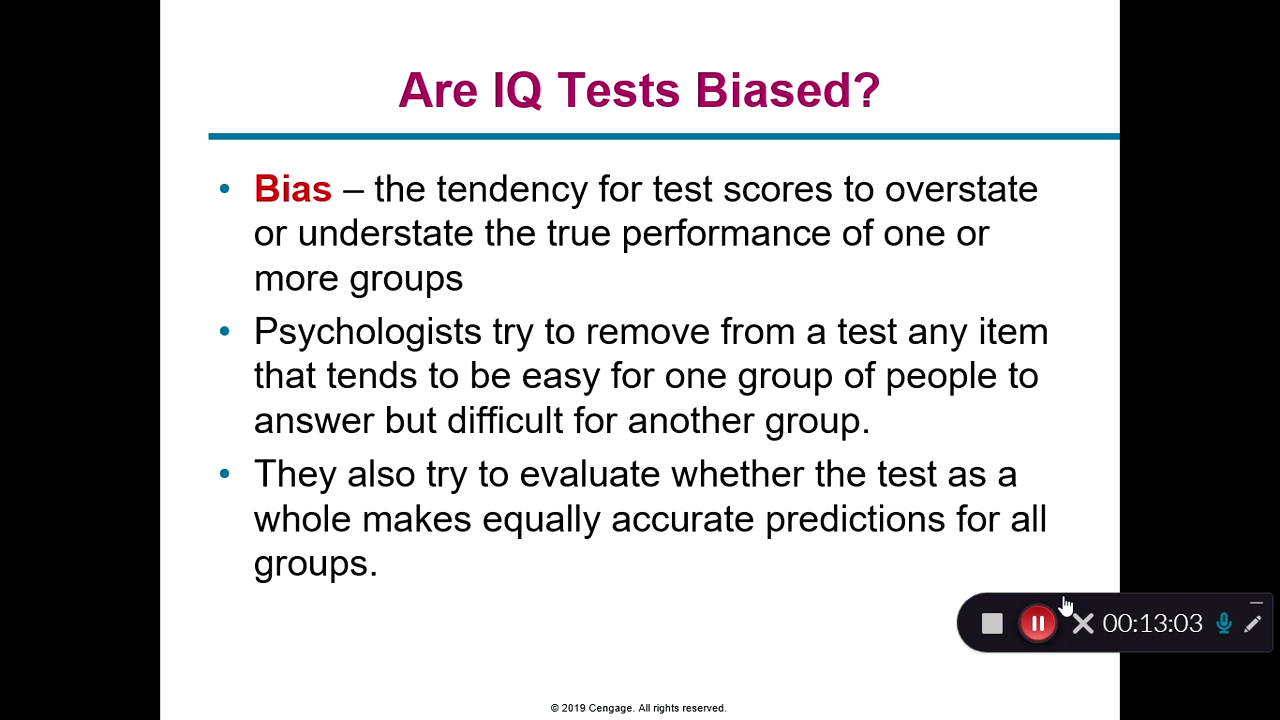 Are IQ Tests Biased?
• Bias – the tendency for test scores to overstate
or understate the true performance of one or
more groups
• Psychologists try to remove from a test any item
that tends to be easy for one group of people to
answer but difficult for another group.
• They also try to evaluate whether the test as a
whole makes equally accurate predictions for all
groups.
00:13:03
© 2019 Cengage. All rights reserved.